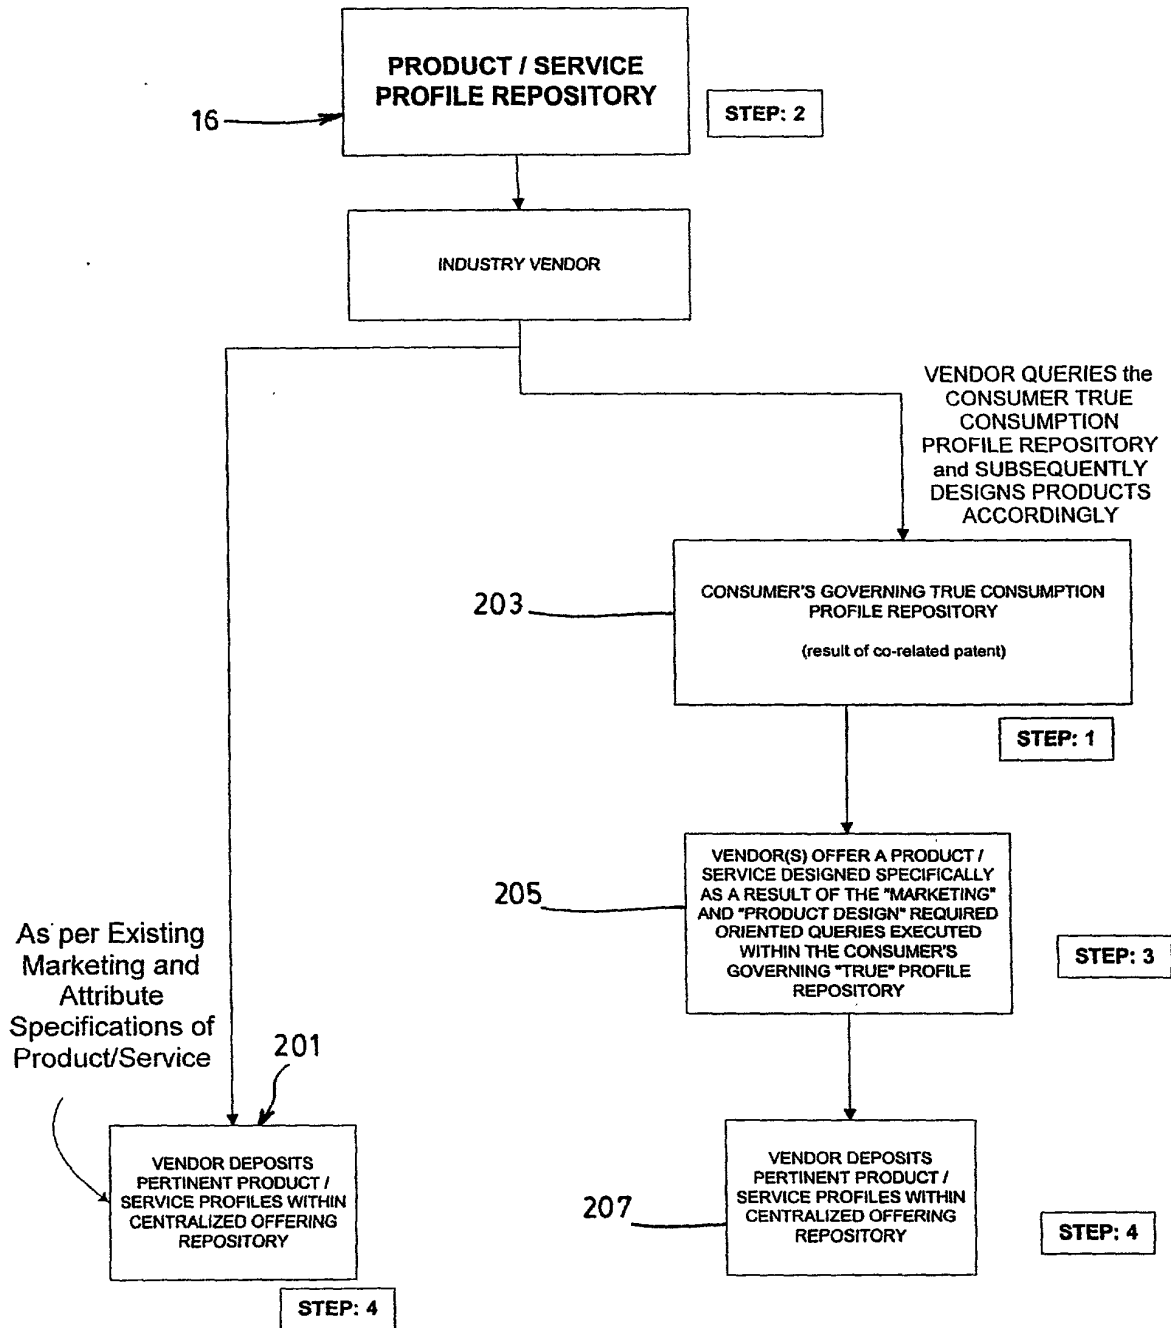 PRODUCT / SERVICE
PROFILE REPOSITORY
16
STEP: 2
INDUSTRY VENDOR
VENDOR QUERIES the
CONSUMER TRUE
CONSUMPTION
PROFILE REPOSITORY
and SUBSEQUENTLY
DESIGNS PRODUCTS
ACCORDINGLY
203
CONSUMER'S GOVERNING TRUE CONSUMPTION
PROFILE REPOSITORY
(result of co-related patent)
STEP: 1
205
VENDOR(S) OFFER A PRODUCT /
SERVICE DESIGNED SPECIFICALLY
AS A RESULT OF THE "MARKETING"
AND "PRODUCT DESIGN" REQUIRED
ORIENTED QUERIES EXECUTED
WITHIN THE CONSUMER'S
GOVERNING "TRUE" PROFILE
REPOSITORY
STEP: 3
As per Existing
Marketing and
Attribute
Specifications of
Product/Service
201
VENDOR DEPOSITS
PERTINENT PRODUCT /
SERVICE PROFILES WITHIN
CENTRALIZED OFFERING
REPOSITORY
STEP: 4
207
VENDOR DEPOSITS
PERTINENT PRODUCT /
SERVICE PROFILES WITHIN
CENTRALIZED OFFERING
REPOSITORY
STEP: 4